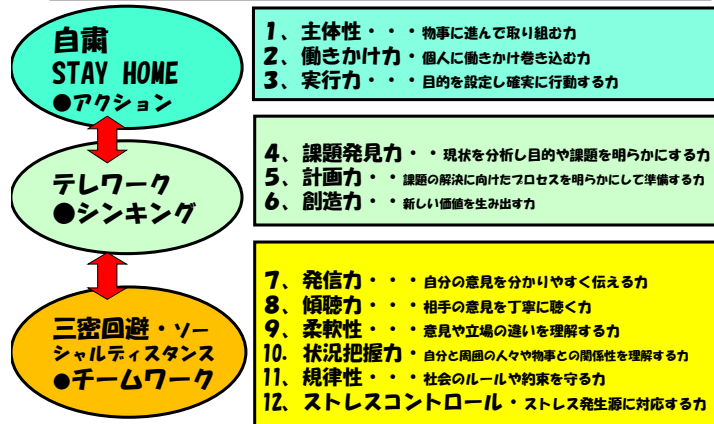 自粛
STAY HOME
●アクション
1、主体性・・・物事に進んで取り組む力
2、働きかけ力・個人に働きかけ巻き込む力
3、実行力・・・目的を設定し確実に行動する力
テレワーク
●シンキング
4、課題発見力・・現状を分析し目的や課題を明らかにする力
5、計画力・・課題の解決に向けたプロセスを明らかにして準備する力
6、創造力・・新しい価値を生み出す力
三密回避・ソー
シャルディスタンス
●チームワーク
7、発信力・・・自分の意見を分かりやすく伝える力
8、傾聴力・・・相手の意見を丁寧に聴く力
9、柔軟性・・・意見や立場の違いを理解する力
10、状況把握力・自分と周囲の人々や物事との関係性を理解する力
11、規律性・・・社会のルールや約束を守る力
12、ストレスコントロール・ストレス発生源に対応する力